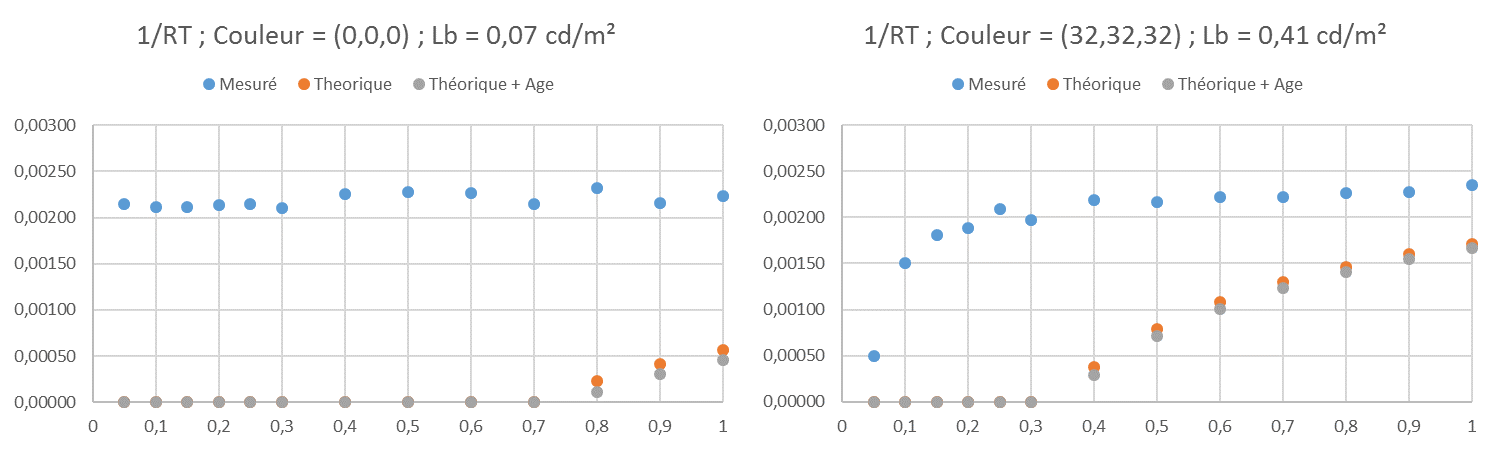 1/RT ; Couleur = (0,0,0) ; Lb = 0,07 cd/m²
Mesuré Theorique Théorique + Age
0,00300
0,00250
0,00200
0,00150
0,00100
0,00050
0,00000
0 0,1 0,2 0,3 0,4 0,5 0,6 0,7 0,8 0,9 1
1/RT ; Couleur = (32,32,32) ; Lb = 0,41 cd/m²
Mesuré Théorique Théorique + Age
0,00300
0,00250
0,00200
0,00150
0,00100
0,00050
0,00000
0 0,1 0,2 0,3 0,4 0,5 0,6 0,7 0,8 0,9 1